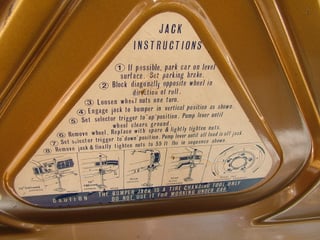 JACK
INSTRUCTIONS
1 If possible, park car on level
surface. Set parking brake.
2 Block diagonally opposite wheel in
direction of roll.
3 Loosen wheel nuts one turn.
4 Engage jack to bumper in vertical position as shown.
5 Set selector trigger to up position. Pump lever until
wheel clears ground.
6 Remove wheel. Replace with spare & lightly tighten nuts.
7 Set selector trigger to down position. Pump lever until all load is off jack
8 Remove jack & finally tighten nuts to 55 ft lbs in sequence shown.
CAUTION THE BUMPER JACK IS A TIRE CHANGING TOOL ONLY
DO NOT USE IT FOR WORKING UNDER CAR